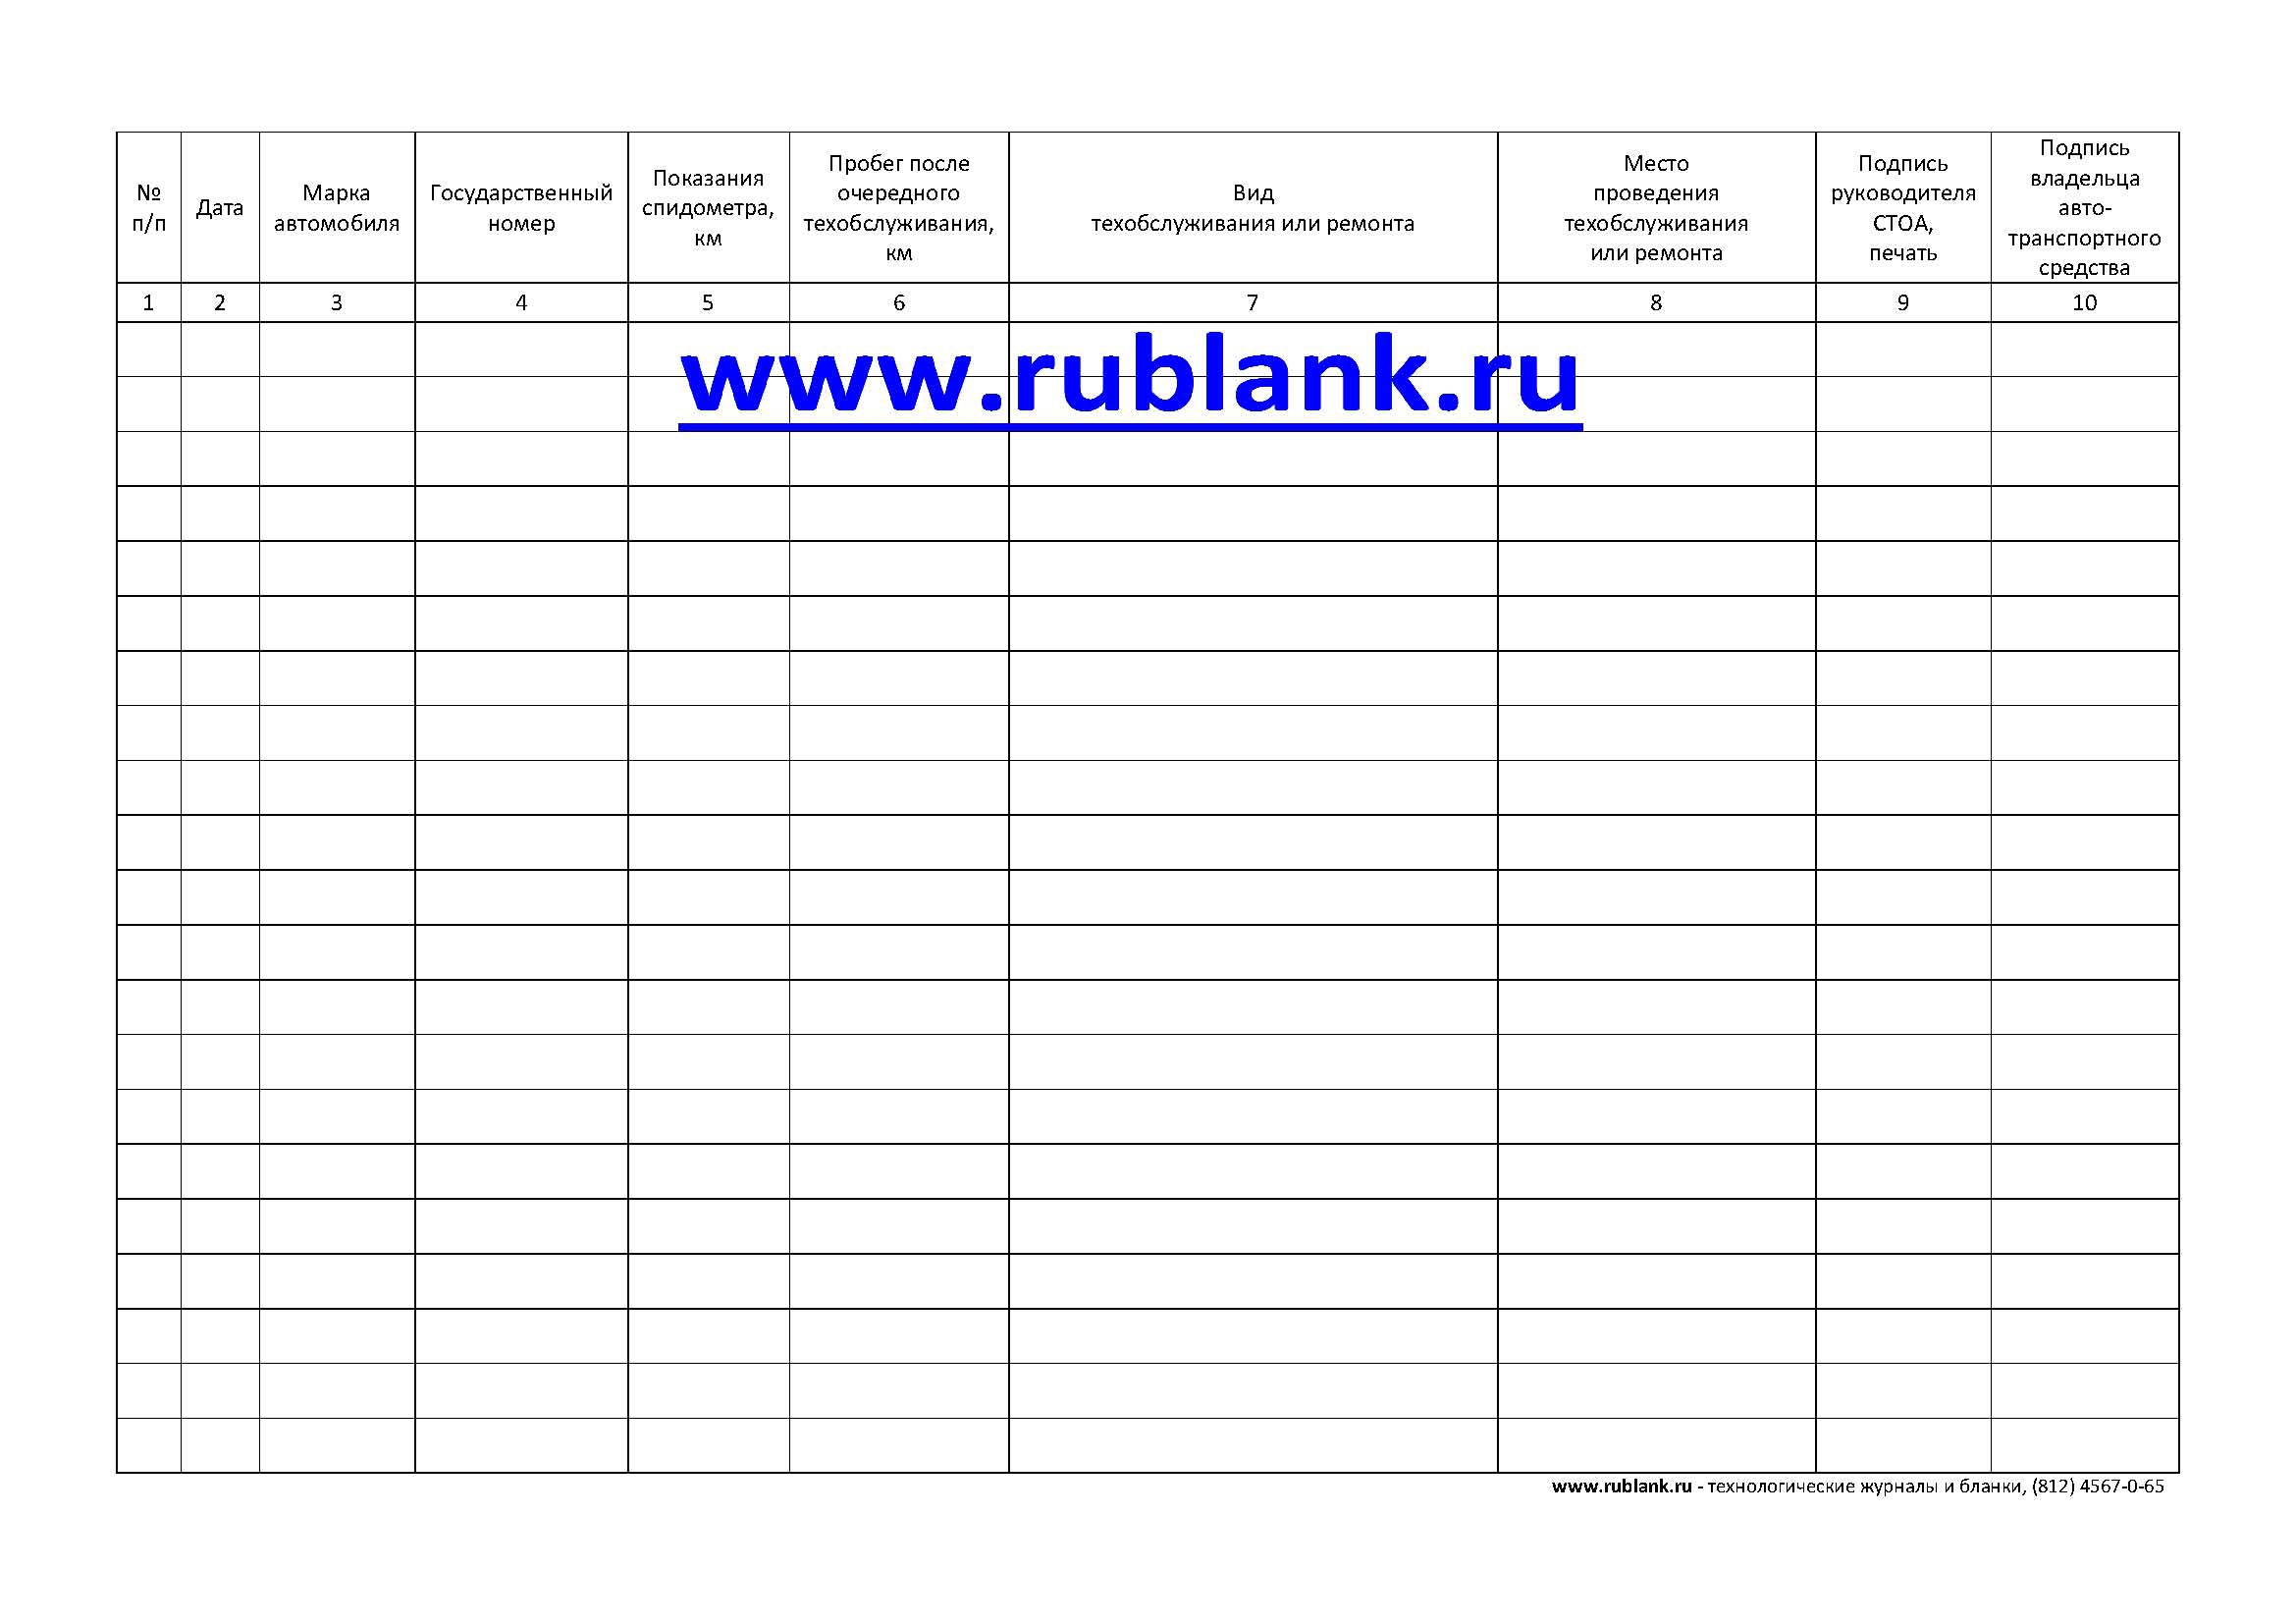 №
п/п
Дата
Марка
автомобиля
Государственный
номер
Показания
спидометра,
км
Пробег после
очередного
техобслуживания,
км
Вид
техобслуживания или ремонта
Место
проведения
техобслуживания
или ремонта
Подпись
руководителя
СТОА,
печать
Подпись
владельца
авто-
транспортного
средства
1 2 3 4 5 6 7 8 9 10
www.rublank.ru
www.rublank.ru - технологические журналы и бланки, (812) 4567-0-65